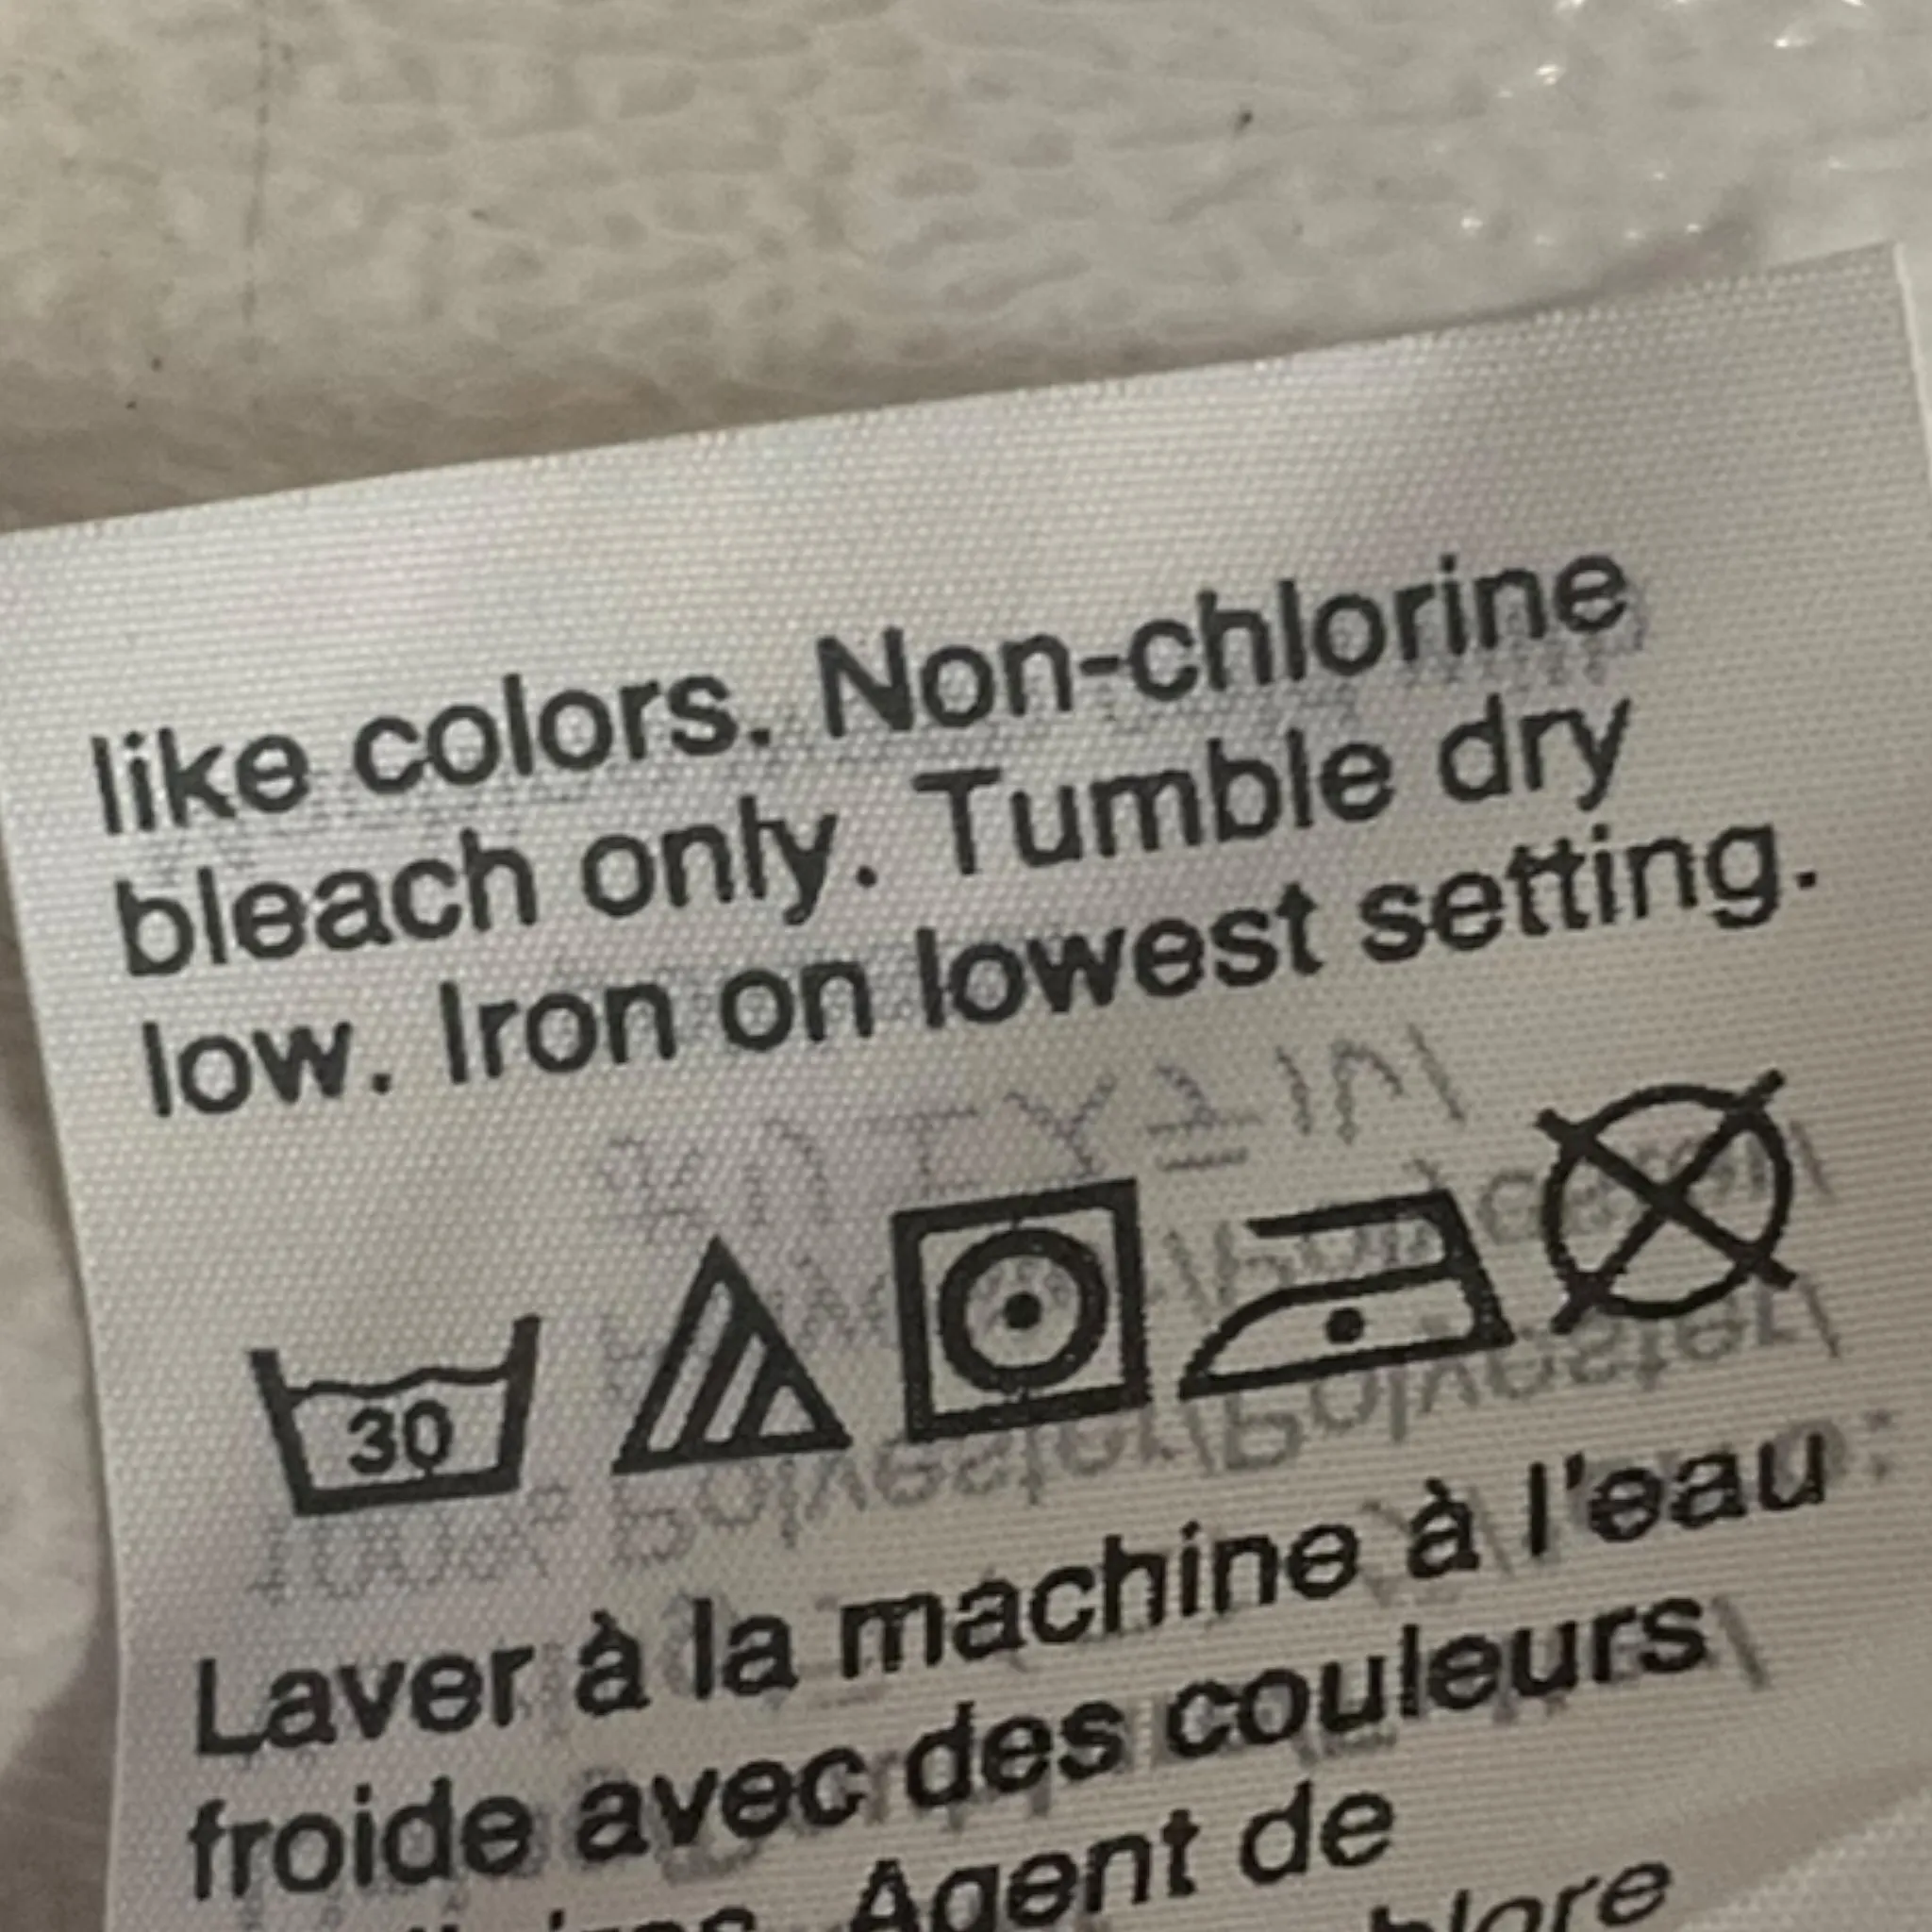 like colors. Non-chlorine
bleach only. Tumble dry
low. Iron on lowest setting.
30
Laver à la machine à l'eau
froide avec des couleurs
Agent de